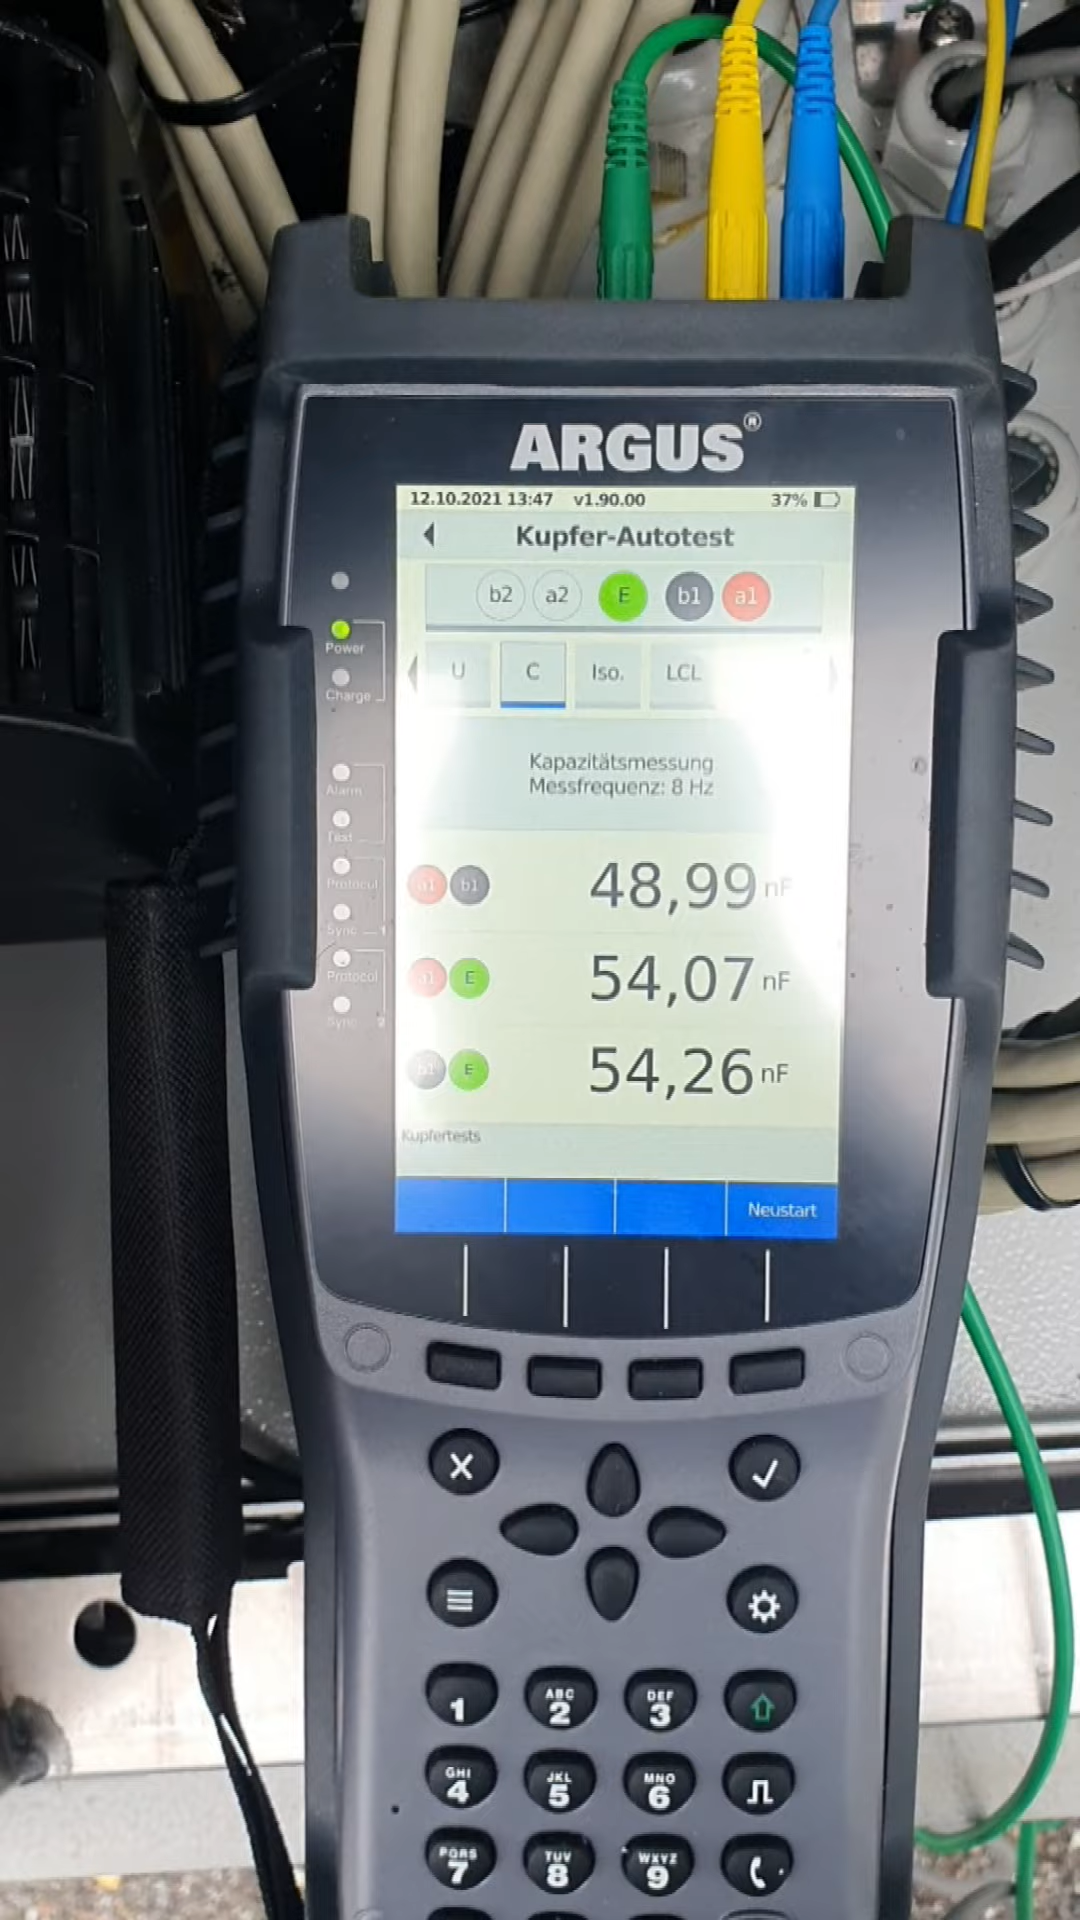 ARGUS®
12.10.2021 13:47 v1.90.00 37%
Kupfer-Autotest
b2 a2 E b1 a1
U C Iso. LCL
Kapazitätsmessung
Messfrequenz: 8 Hz
a1 b1 48,99 nF
a1 E 54,07 nF
b1 E 54,26 nF
Kupfertests
Neustart
Power
Charge
Alarm
Test
Protocol
Sync 1
Protocol
Sync 2
1 ABC 2 DEF 3
GHI 4 JKL 5 MNO 6
PQRS 7 TUV 8 WXYZ 9